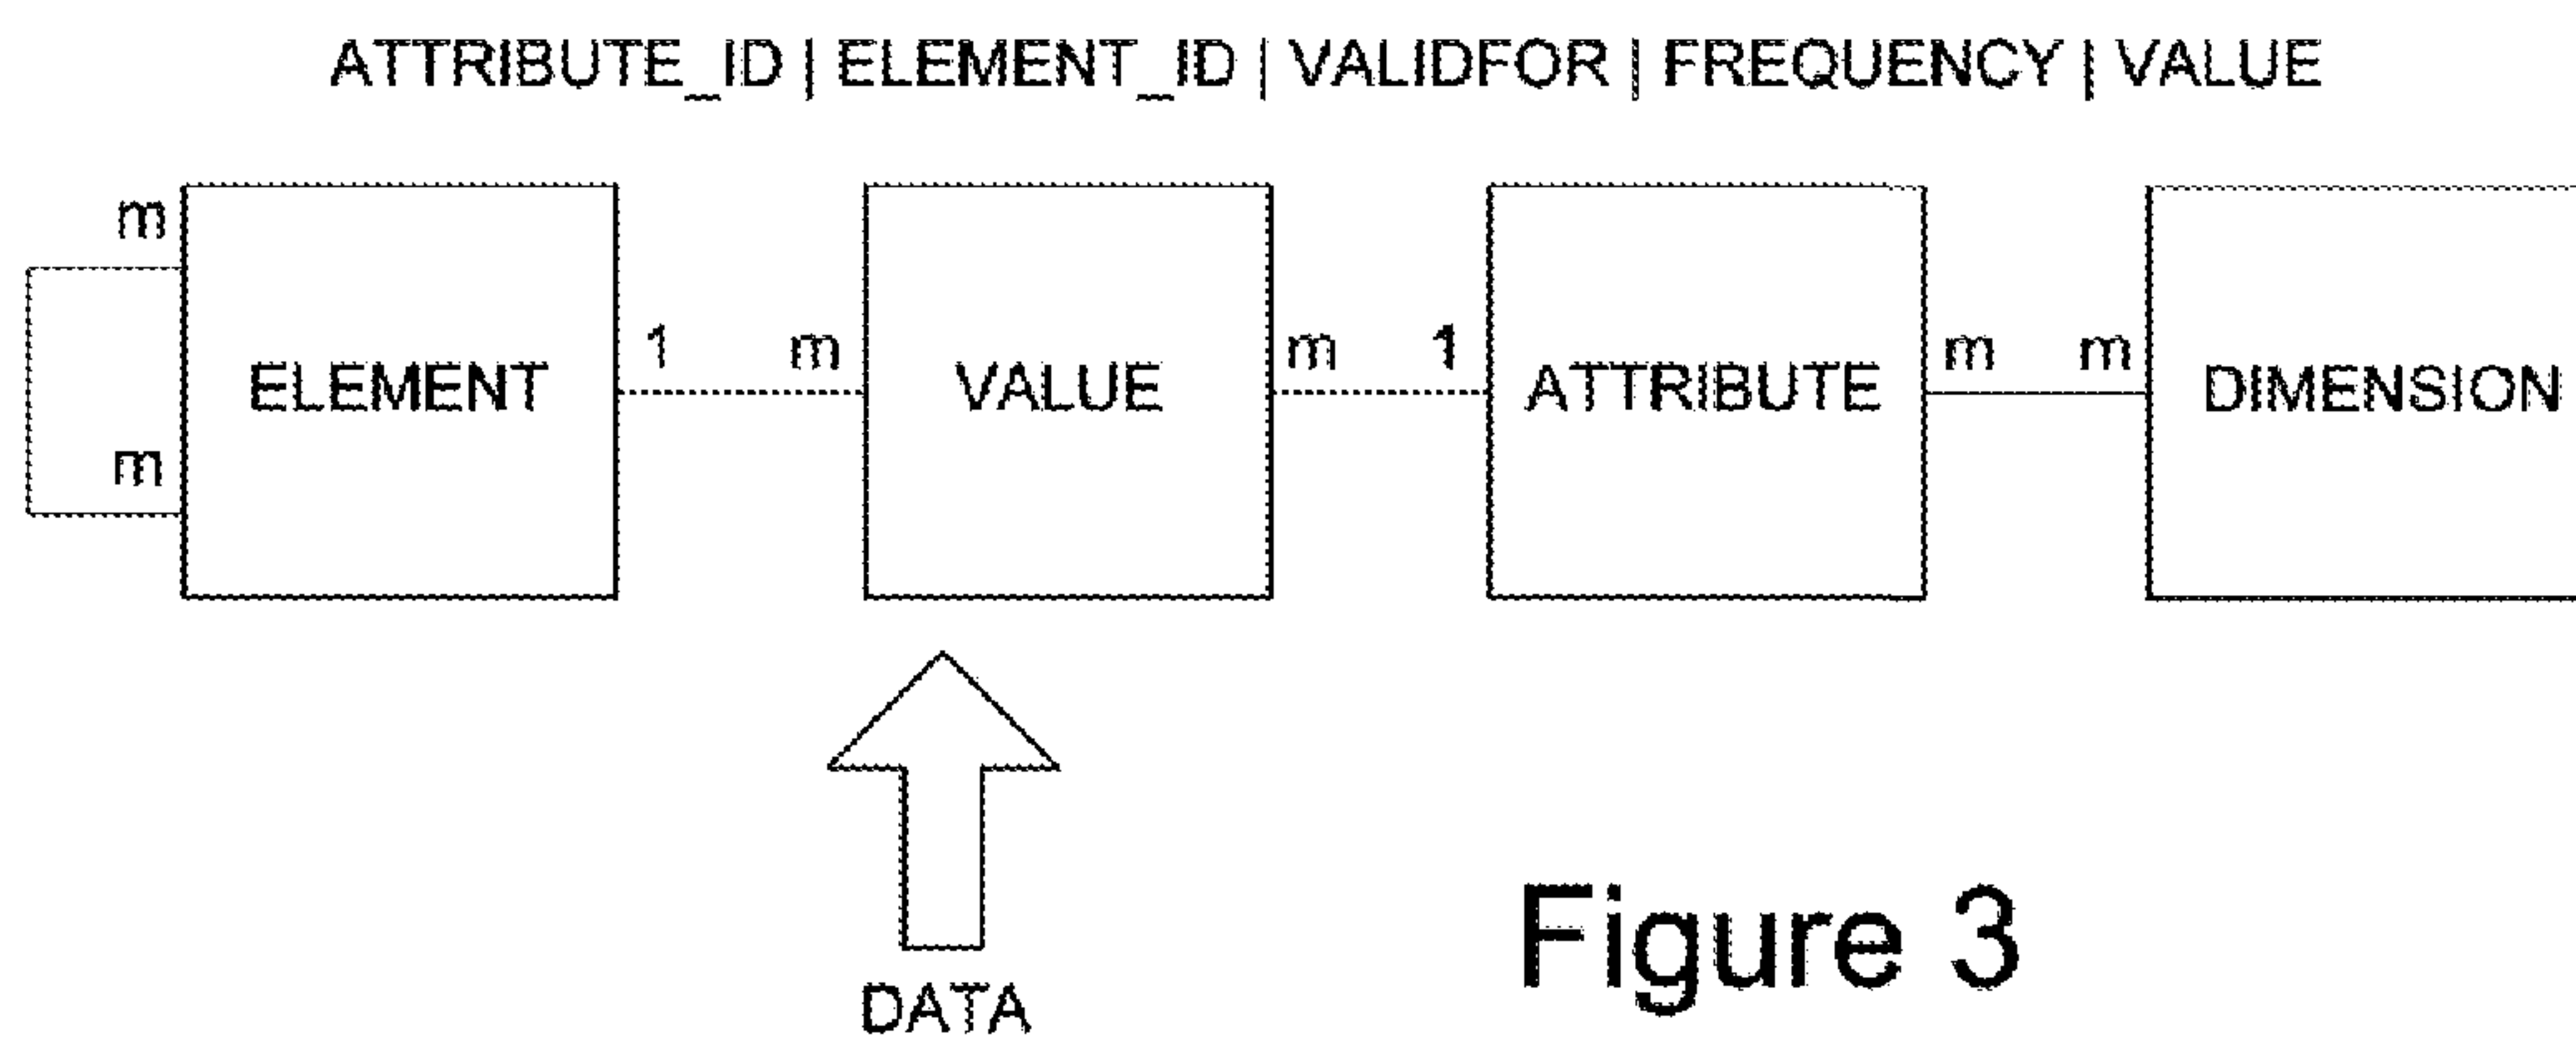 ATTRIBUTE_ID | ELEMENT_ID | VALIDFOR | FREQUENCY | VALUE
m
m
ELEMENT
1 m
VALUE
m 1
ATTRIBUTE
m m
DIMENSION
DATA
Figure 3